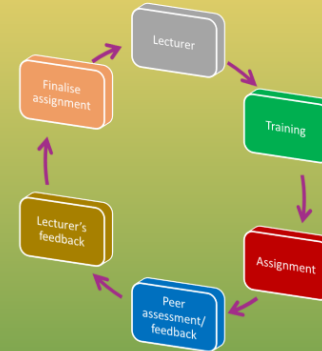 Lecturer
Training
Assignment
Peer
assessment/
feedback
Lecturer's
feedback
Finalise
assignment